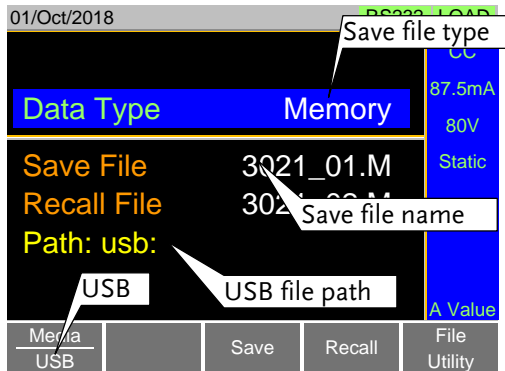 01/Oct/2018 RS232 LOAD
Save file type
CC
87.5mA
Data Type Memory
80V
Save File 3021_01.M
Static
Recall File
Save file name
Path: usb:
USB
USB file path
A Value
Media
USB
Save
Recall
File
Utility